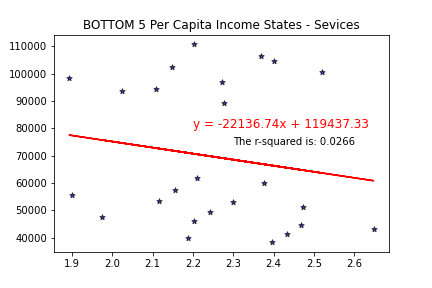 BOTTOM 5 Per Capita Income States - Sevices
110000
100000
90000
80000
70000
60000
50000
40000
y = -22136.74x + 119437.33
The r-squared is: 0.0266
1.9 2.0 2.1 2.2 2.3 2.4 2.5 2.6